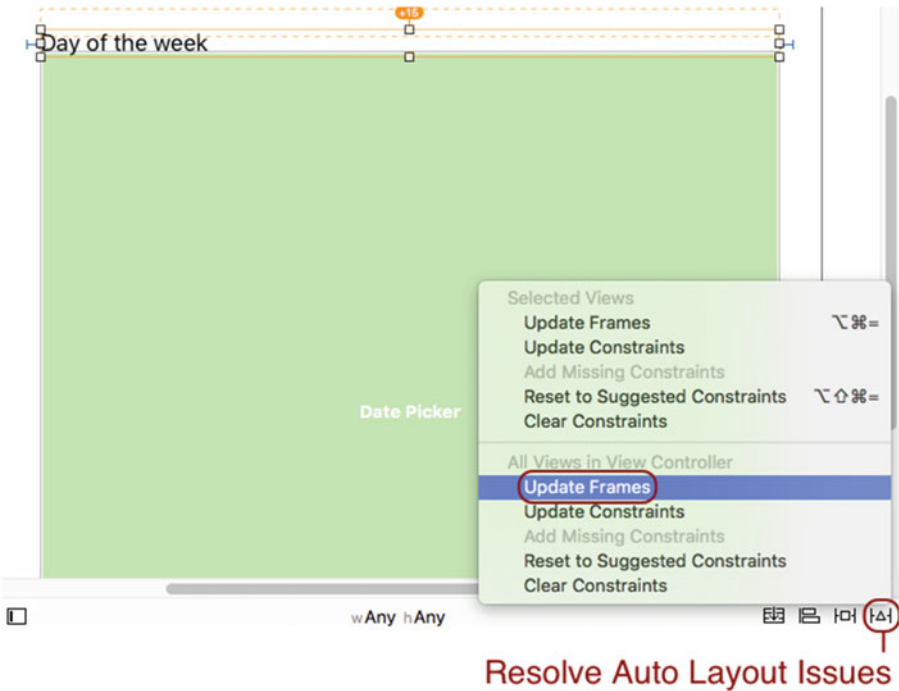 +15
Day of the week
Date Picker
Selected Views
Update Frames ⌥⌘=
Update Constraints
Add Missing Constraints
Reset to Suggested Constraints ⌥⇧⌘=
Clear Constraints
All Views in View Controller
Update Frames
Update Constraints
Add Missing Constraints
Reset to Suggested Constraints
Clear Constraints
wAny hAny
Resolve Auto Layout Issues